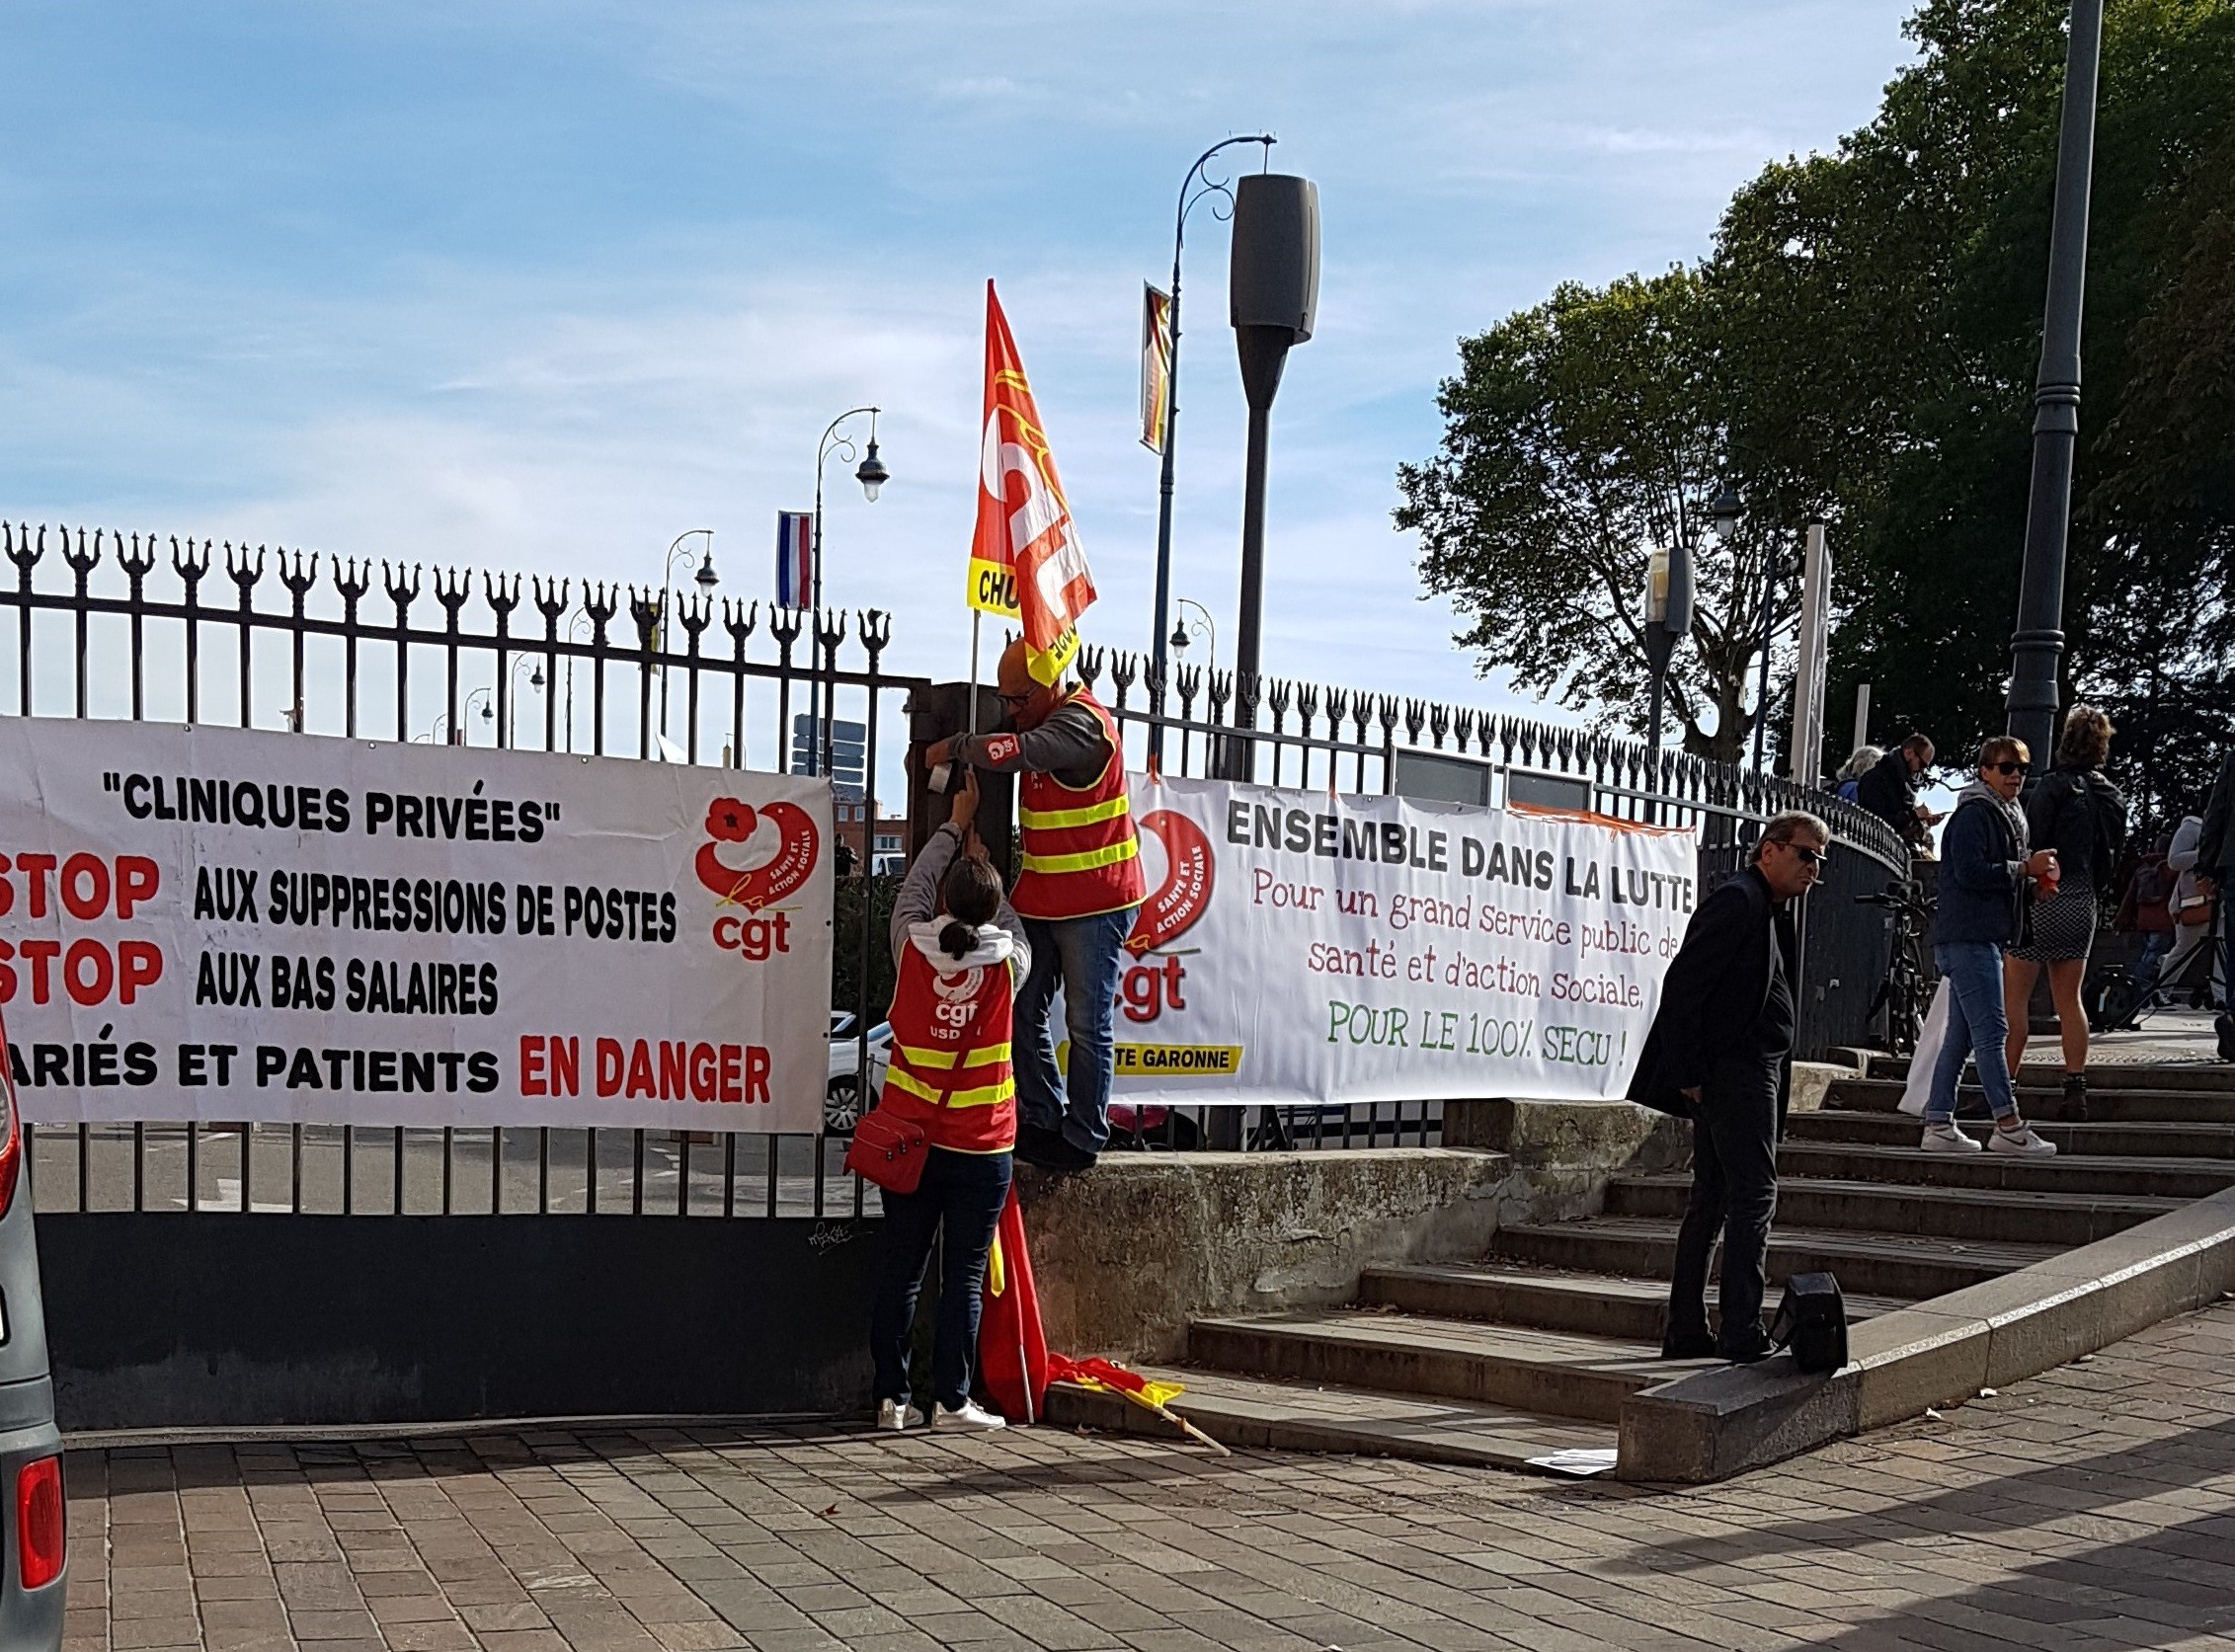 "CLINIQUES PRIVÉES"
STOP AUX SUPPRESSIONS DE POSTES
STOP AUX BAS SALAIRES
ARIÉS ET PATIENTS EN DANGER
SANTÉ ET
ACTION SOCIALE
la
cgt
CHU
cgt
USD
SANTÉ ET
ACTION SOCIALE
cgt
TE GARONNE
ENSEMBLE DANS LA LUTTE
Pour un grand service public de
santé et d'action sociale,
POUR LE 100% SECU !